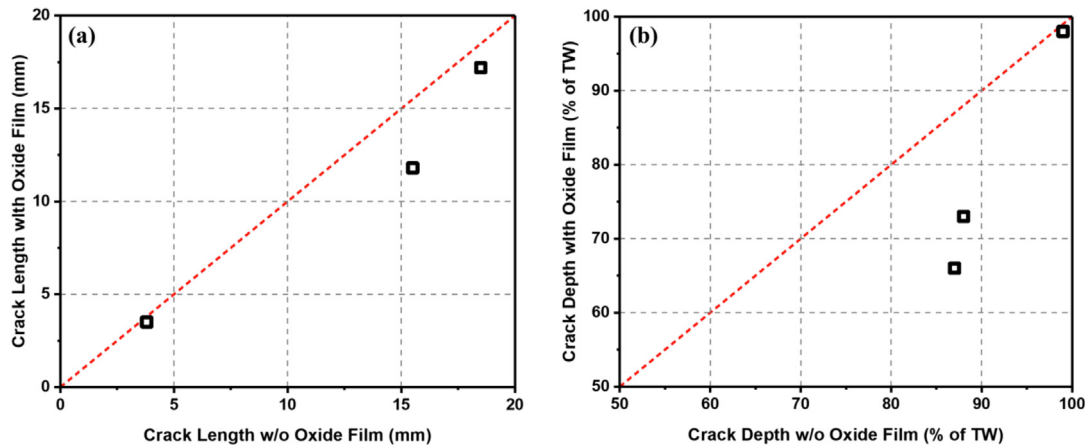 (a)
20
15
10
5
0
Crack Length with Oxide Film (mm)
0 5 10 15 20
Crack Length w/o Oxide Film (mm)
(b)
100
90
80
70
60
50
Crack Depth with Oxide Film (% of TW)
50 60 70 80 90 100
Crack Depth w/o Oxide Film (% of TW)